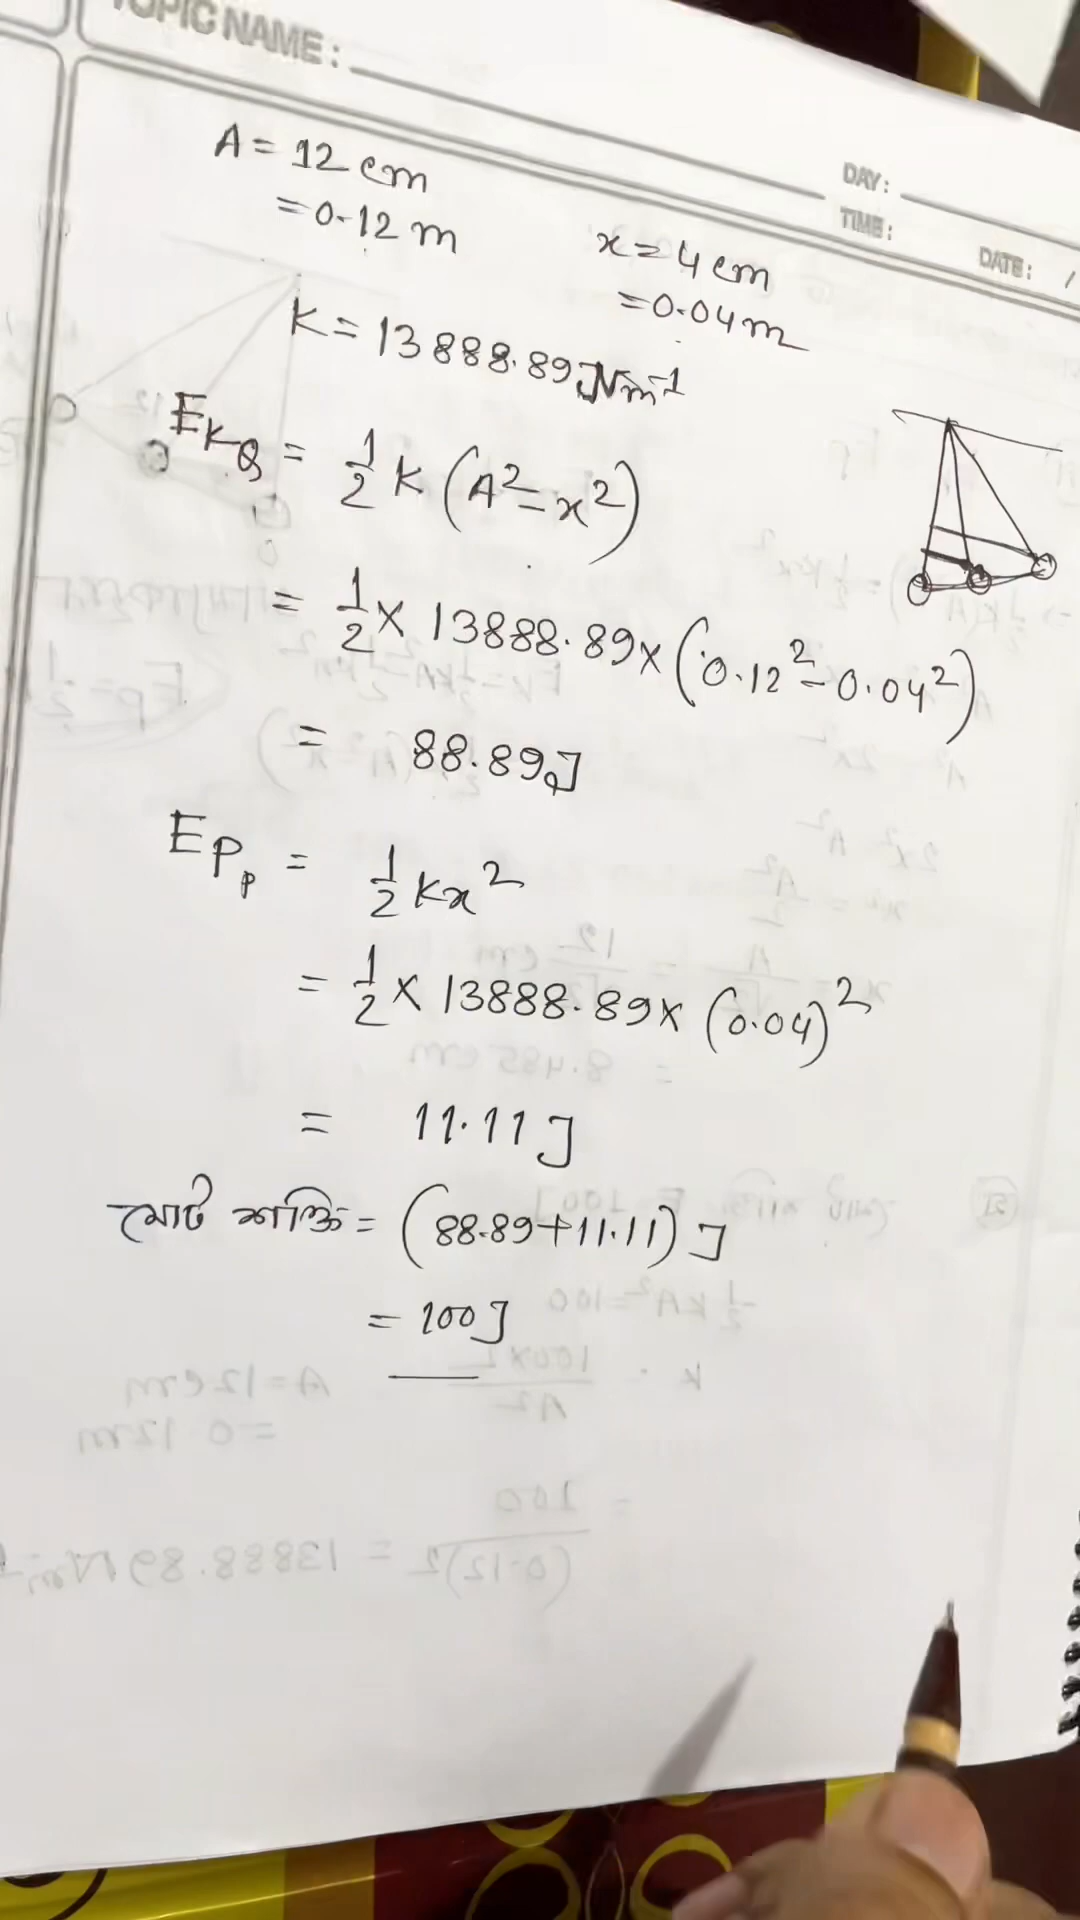 TOPIC NAME :
DAY :
TIME :
DATE : /
A = 12 cm
= 0.12 m
x = 4 cm
= 0.04 m
K = 13888.89 Nm⁻¹
E_KQ = 1/2 K (A² - x²)
= 1/2 × 13888.89 × (0.12² - 0.04²)
= 88.89 J
E_Pp = 1/2 Kx²
= 1/2 × 13888.89 × (0.04)²
= 11.11 J
মোট শক্তি = (88.89 + 11.11) J
= 100 J